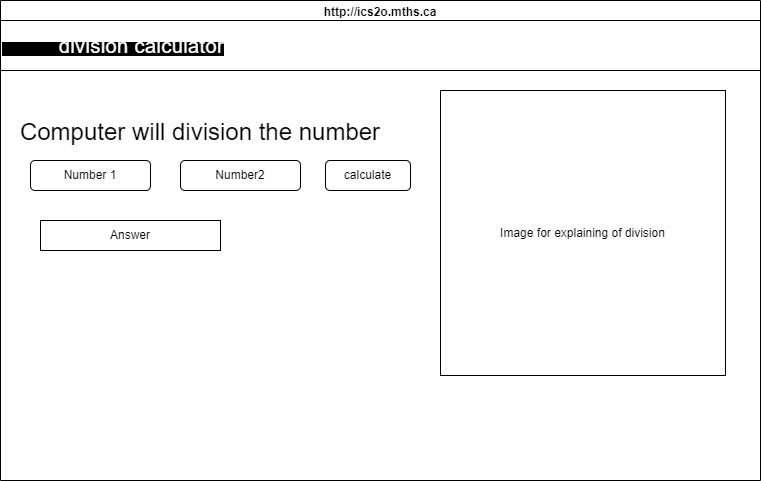 http://ics2o.mths.ca
division calculator
Computer will division the number
Number 1
Number2
calculate
Answer
Image for explaining of division